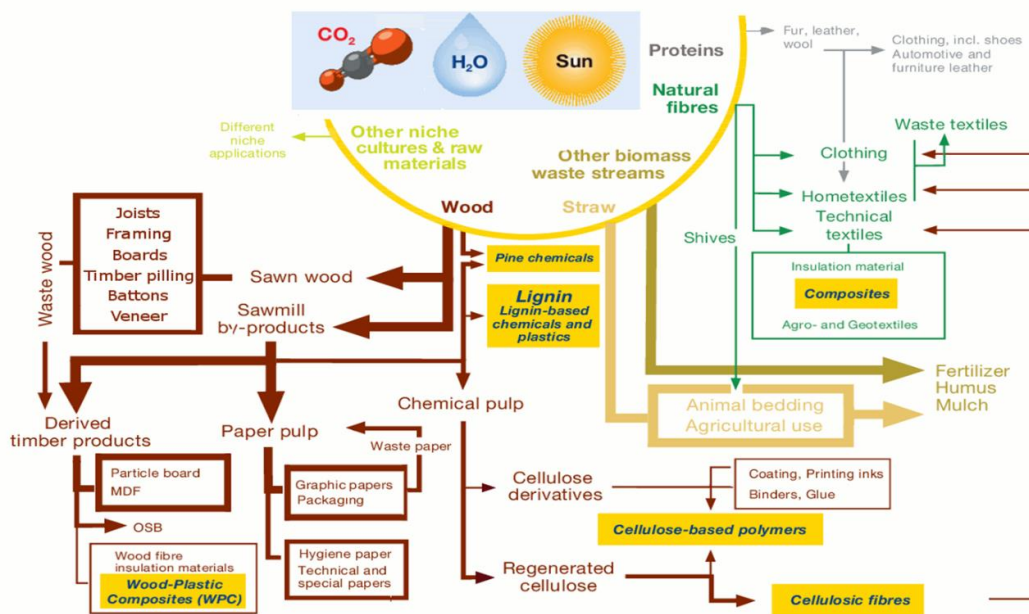 CO2
H2O
Sun
Proteins
Fur, leather,
wool
Clothing, incl. shoes
Automotive and
furniture leather
Natural
fibres
Waste textiles
Different
niche
applications
Other niche
cultures & raw
materials
Other biomass
waste streams
Clothing
Hometextiles
Technical
textiles
Wood
Straw
Shives
Waste wood
Joists
Framing
Boards
Timber pilling
Battons
Veneer
Sawn wood
Sawmill
by-products
Pine chemicals
Lignin
Lignin-based
chemicals and
plastics
Insulation material
Composites
Agro- and Geotextiles
Fertilizer
Humus
Mulch
Animal bedding
Agricultural use
Derived
timber products
Paper pulp
Chemical pulp
Waste paper
Particle board
MDF
OSB
Wood fibre
insulation materials
Wood-Plastic
Composites (WPC)
Graphic papers
Packaging
Hygiene paper
Technical and
special papers
Cellulose
derivatives
Coating, Printing inks
Binders, Glue
Cellulose-based polymers
Regenerated
cellulose
Cellulosic fibres